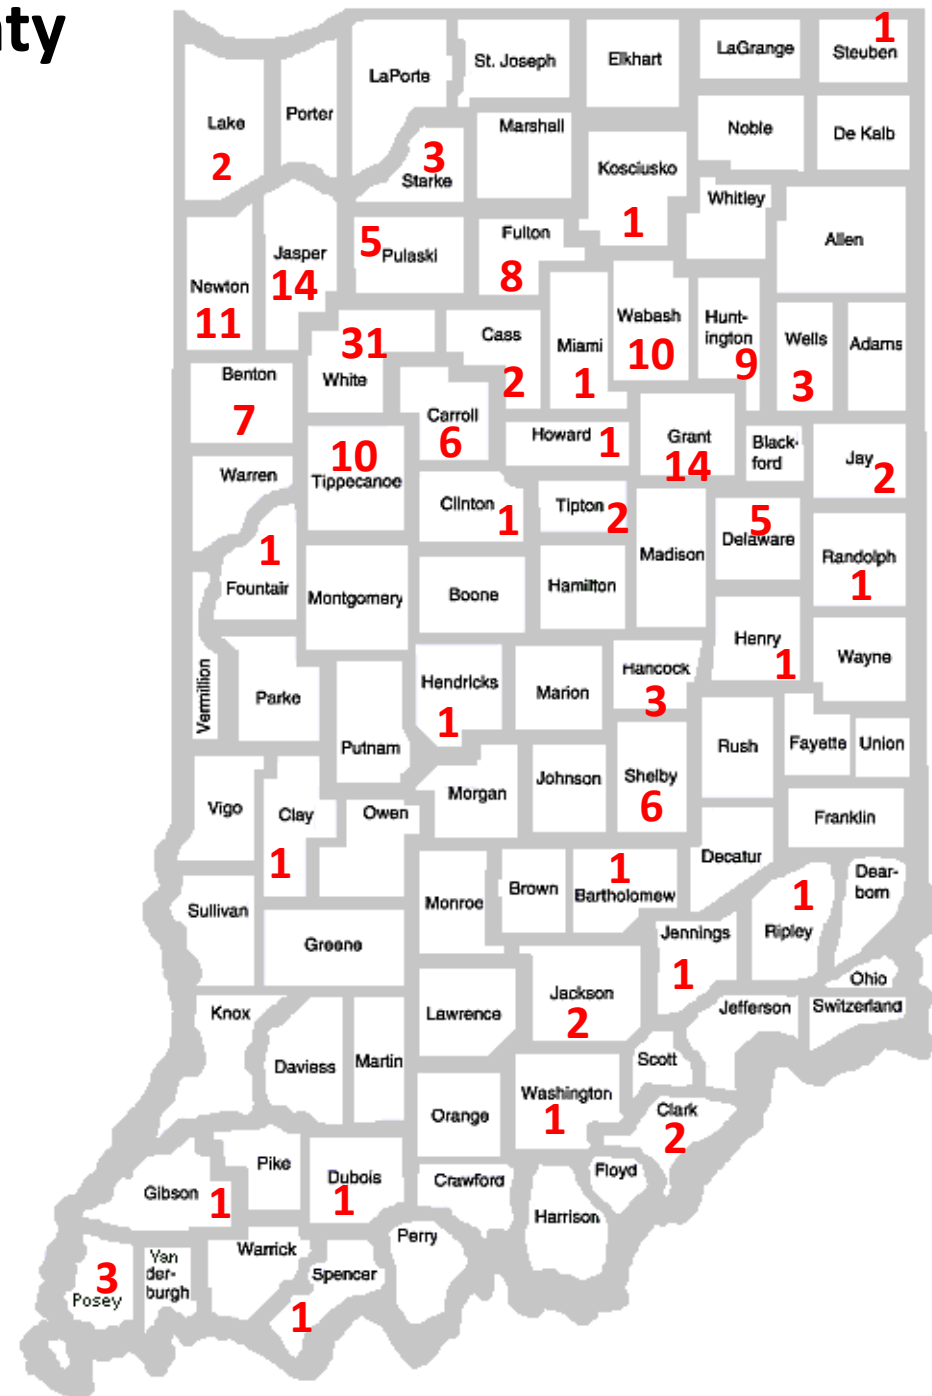 nty
1
Steuben
LaGrange
Elkhart
St. Joseph
LaPorte
Porter
Lake
2
3
Starke
Marshall
Kosciusko
1
Noble
De Kalb
Whitley
Allen
Newton
11
Jasper
14
5
Pulaski
Fulton
8
Cass
2
Miami
1
Wabash
10
Hunt-
ington
9
Wells
3
Adams
Benton
7
31
White
Carroll
6
Howard 1
Grant
14
Black-
ford
Jay
2
Warren
10
Tippecanoe
Clinton
1
Tipton
2
Madison
5
Delaware
Randolph
1
1
Fountain
Montgomery
Boone
Hamilton
Henry
1
Wayne
Vermillion
Parke
Putnam
Hendricks
1
Marion
Hancock
3
Rush
Fayette
Union
Vigo
Clay
1
Owen
Morgan
Johnson
Shelby
6
Decatur
Franklin
Sullivan
Greene
Monroe
Brown
1
Bartholomew
Jennings
1
1
Ripley
Dear-
born
Ohio
Switzerland
Jefferson
Knox
Daviess
Martin
Lawrence
Jackson
2
Scott
Orange
Washington
1
Clark
2
Gibson
1
Pike
Dubois
1
Crawford
Floyd
Harrison
3
Posey
Van
der-
burgh
Warrick
Spencer
1
Perry